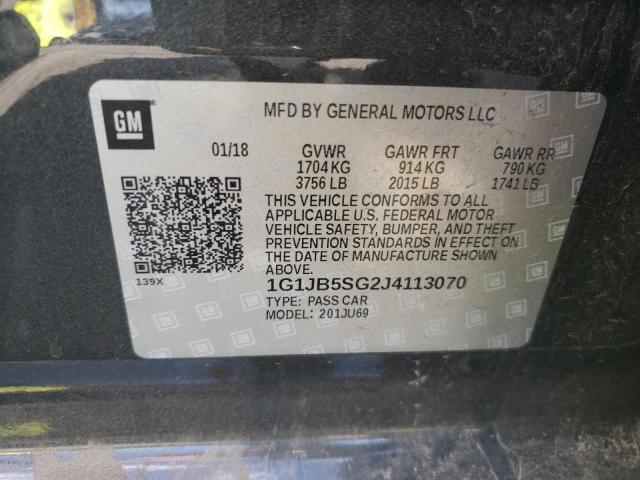 GM
MFD BY GENERAL MOTORS LLC
01/18 GVWR GAWR FRT GAWR RR
1704 KG 914 KG 790 KG
3756 LB 2015 LB 1741 LB
THIS VEHICLE CONFORMS TO ALL
APPLICABLE U.S. FEDERAL MOTOR
VEHICLE SAFETY, BUMPER, AND THEFT
PREVENTION STANDARDS IN EFFECT ON
THE DATE OF MANUFACTURE SHOWN
ABOVE.
139X
1G1JB5SG2J4113070
TYPE: PASS CAR
MODEL: 201JU69